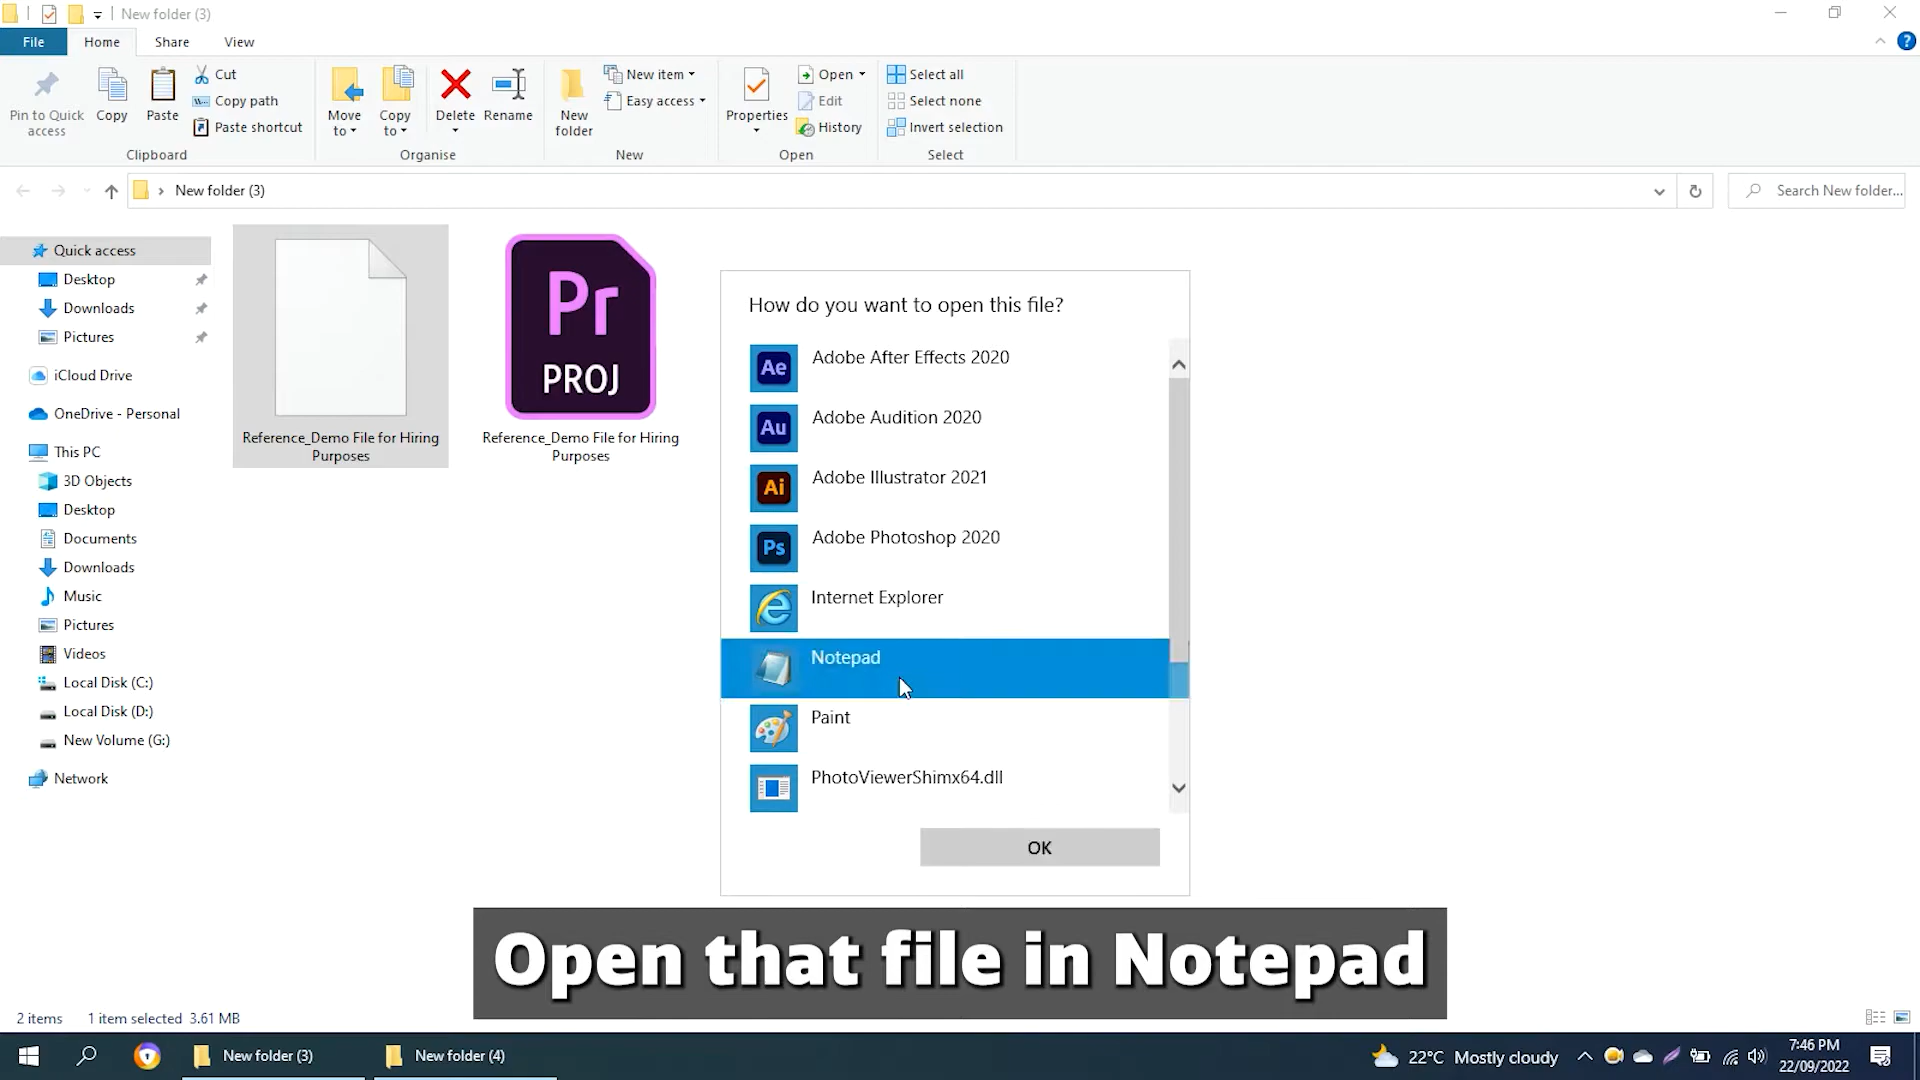 New folder (3)
File Home Share View
Pin to Quick access
Copy
Paste
Cut
Copy path
Paste shortcut
Clipboard
Move to
Copy to
Delete
Rename
Organise
New folder
New item
Easy access
New
Properties
Open
Edit
History
Open
Select all
Select none
Invert selection
Select
New folder (3)
Search New folder...
Quick access
Desktop
Downloads
Pictures
iCloud Drive
OneDrive - Personal
This PC
3D Objects
Desktop
Documents
Downloads
Music
Pictures
Videos
Local Disk (C:)
Local Disk (D:)
New Volume (G:)
Network
Reference_Demo File for Hiring
Purposes
Pr
PROJ
Reference_Demo File for Hiring
Purposes
How do you want to open this file?
Ae Adobe After Effects 2020
Au Adobe Audition 2020
Ai Adobe Illustrator 2021
Ps Adobe Photoshop 2020
Internet Explorer
Notepad
Paint
PhotoViewerShimx64.dll
OK
Open that file in Notepad
2 items 1 item selected 3.61 MB
New folder (3)
New folder (4)
22°C Mostly cloudy
7:46 PM
22/09/2022